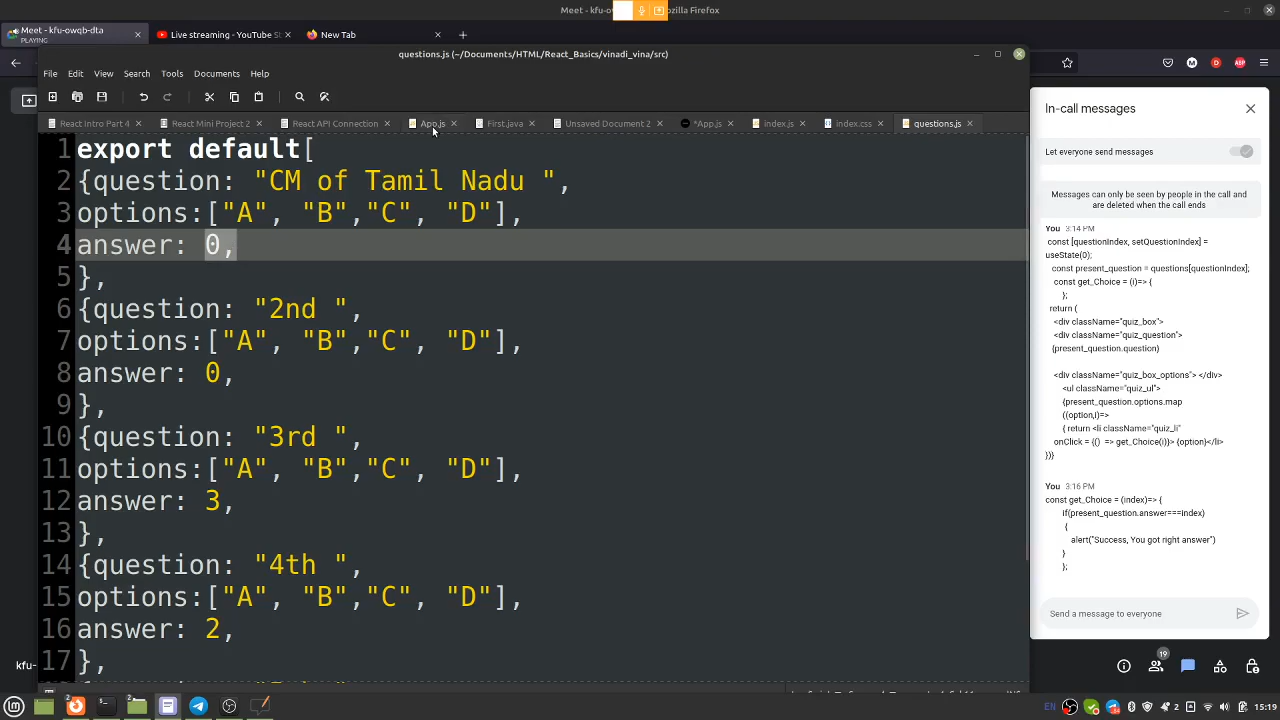 Meet - kfu-
ozilla Firefox
Meet - kfu-owqb-dta
PLAYING
Live streaming - YouTube S
New Tab
questions.js (~/Documents/HTML/React_Basics/vinadi_vina/src)
File Edit View Search Tools Documents Help
React Intro Part 4
React Mini Project 2
React API Connection
App.js
First.java
Unsaved Document 2
*App.js
index.js
index.css
questions.js
1 export default[
2 {question: "CM of Tamil Nadu ",
3 options:["A", "B","C", "D"],
4 answer: 0,
5 },
6 {question: "2nd ",
7 options:["A", "B","C", "D"],
8 answer: 0,
9 },
10 {question: "3rd ",
11 options:["A", "B","C", "D"],
12 answer: 3,
13 },
14 {question: "4th ",
15 options:["A", "B","C", "D"],
16 answer: 2,
17 },
In-call messages
Let everyone send messages
Messages can only be seen by people in the call and
are deleted when the call ends
You 3:14 PM
const [questionIndex, setQuestionIndex] =
useState(0);
const present_question = questions[questionIndex];
const get_Choice = (i)=> {
};
return (
<div className="quiz_box">
<div className="quiz_question">
{present_question.question}
<div className="quiz_box_options"> </div>
<ul className="quiz_ul">
{present_question.options.map
((option,i)=>
{ return <li className="quiz_li"
onClick = {() => get_Choice(i)}> {option}</li>
})}
You 3:16 PM
const get_Choice = (index)=> {
if(present_question.answer===index)
{
alert("Success, You got right answer")
}
};
Send a message to everyone
kfu-
19
2
2
EN
2
15:19